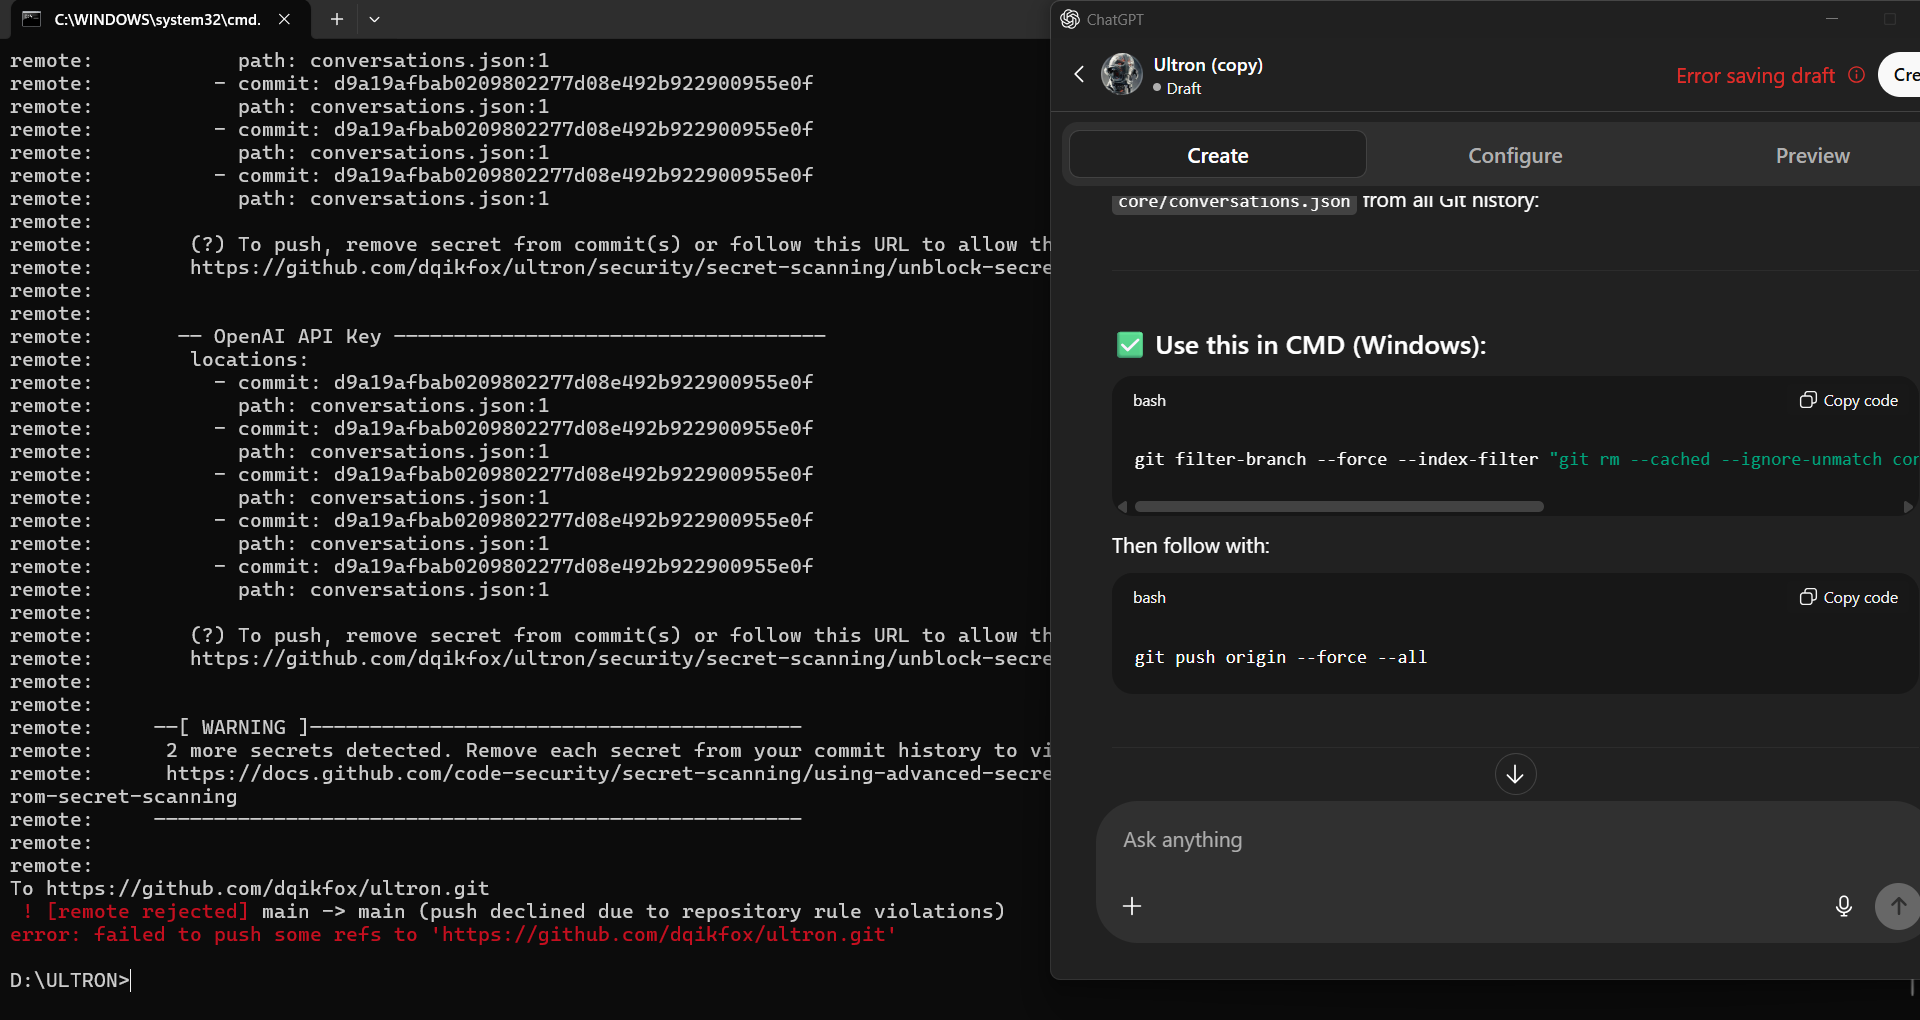 C:\WINDOWS\system32\cmd.
remote:            path: conversations.json:1
remote:          - commit: d9a19afbab0209802277d08e492b922900955e0f
remote:            path: conversations.json:1
remote:          - commit: d9a19afbab0209802277d08e492b922900955e0f
remote:            path: conversations.json:1
remote:          - commit: d9a19afbab0209802277d08e492b922900955e0f
remote:            path: conversations.json:1
remote:
remote:        (?) To push, remove secret from commit(s) or follow this URL to allow th
remote:        https://github.com/dqikfox/ultron/security/secret-scanning/unblock-secre
remote:
remote:
remote:       —— OpenAI API Key ————————————————————————————————————
remote:        locations:
remote:          - commit: d9a19afbab0209802277d08e492b922900955e0f
remote:            path: conversations.json:1
remote:          - commit: d9a19afbab0209802277d08e492b922900955e0f
remote:            path: conversations.json:1
remote:          - commit: d9a19afbab0209802277d08e492b922900955e0f
remote:            path: conversations.json:1
remote:          - commit: d9a19afbab0209802277d08e492b922900955e0f
remote:            path: conversations.json:1
remote:          - commit: d9a19afbab0209802277d08e492b922900955e0f
remote:            path: conversations.json:1
remote:
remote:        (?) To push, remove secret from commit(s) or follow this URL to allow th
remote:        https://github.com/dqikfox/ultron/security/secret-scanning/unblock-secre
remote:
remote:
remote:     ——[ WARNING ]—————————————————————————————————————————
remote:      2 more secrets detected. Remove each secret from your commit history to vi
remote:      https://docs.github.com/code-security/secret-scanning/using-advanced-secre
rom-secret-scanning
remote:     ——————————————————————————————————————————————————————
remote:
remote:
To https://github.com/dqikfox/ultron.git
 ! [remote rejected] main -> main (push declined due to repository rule violations)
error: failed to push some refs to 'https://github.com/dqikfox/ultron.git'
D:\ULTRON>
ChatGPT
Ultron (copy)
Draft
Error saving draft
Cre
Create
Configure
Preview
core/conversations.json from all Git history:
✅ Use this in CMD (Windows):
bash
Copy code
git filter-branch --force --index-filter "git rm --cached --ignore-unmatch cor
Then follow with:
bash
Copy code
git push origin --force --all
Ask anything